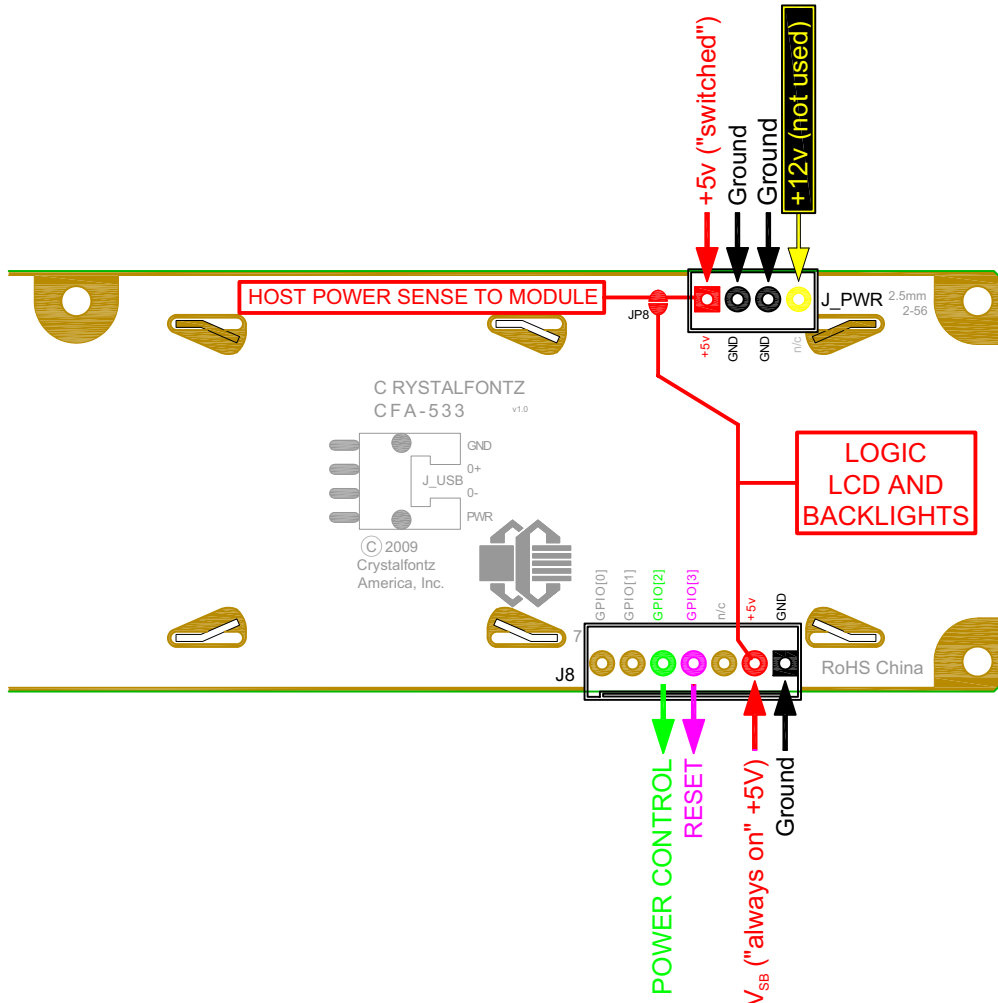 +5v ("switched")
Ground
Ground
+12v (not used)
HOST POWER SENSE TO MODULE
JP8
J_PWR
2.5mm
2-56
+5v
GND
GND
n/c
C RYSTALFONTZ
CFA-533
v1.0
GND
0+
J_USB
0-
PWR
LOGIC
LCD AND
BACKLIGHTS
C 2009
Crystalfontz
America, Inc.
GPIO[0]
GPIO[1]
GPIO[2]
GPIO[3]
n/c
+5v
GND
7
J8
RoHS China
POWER CONTROL
RESET
VSB ("always on" +5V)
Ground